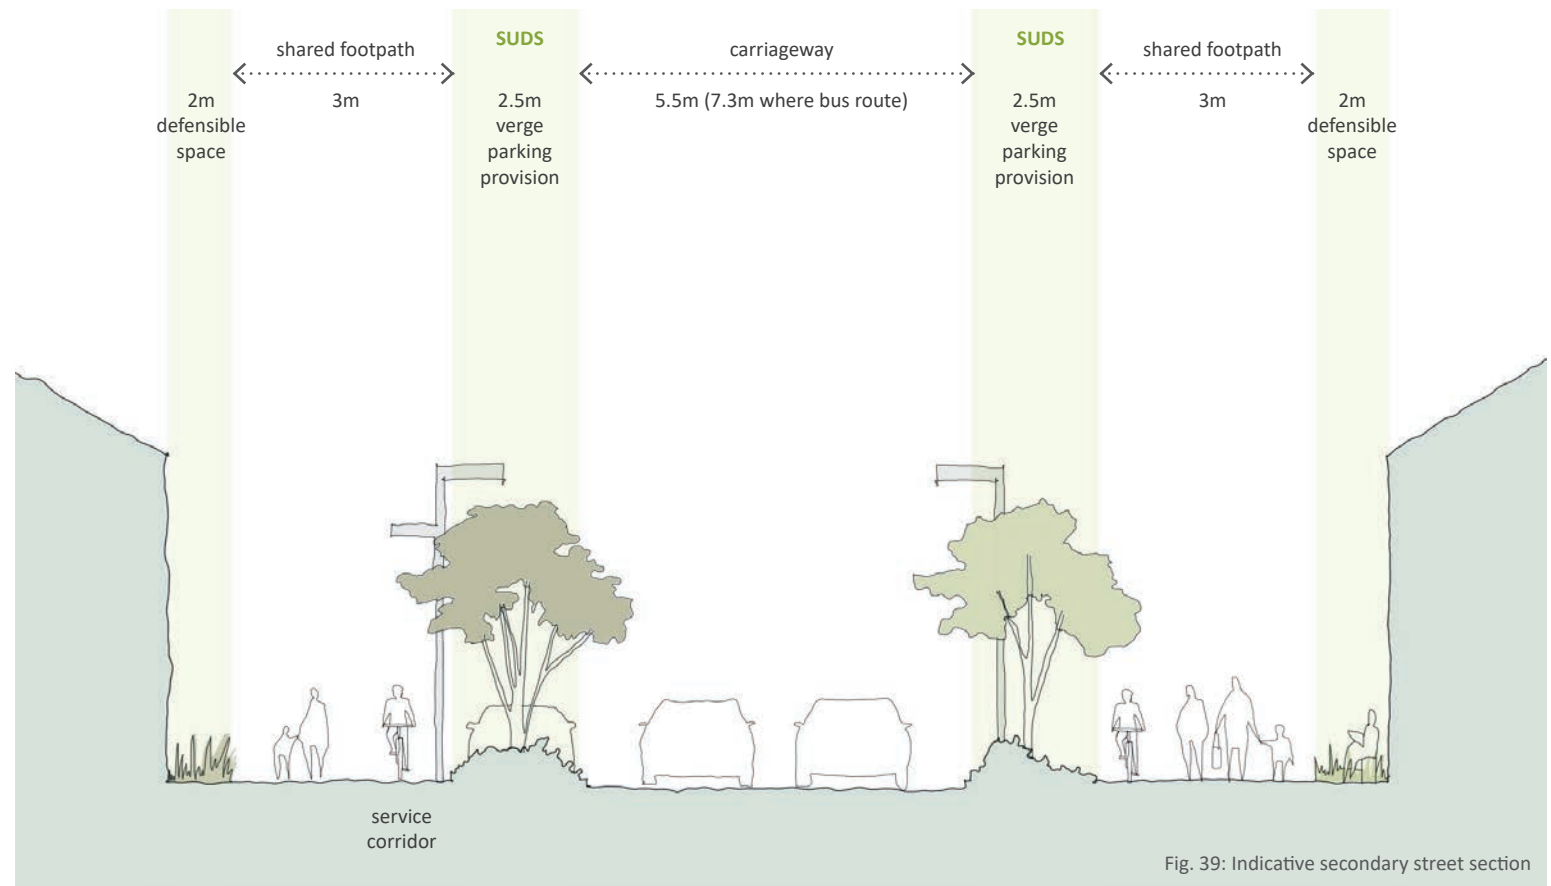 2m
defensible
space
shared footpath
3m
SUDS
2.5m
verge
parking
provision
carriageway
5.5m (7.3m where bus route)
SUDS
2.5m
verge
parking
provision
shared footpath
3m
2m
defensible
space
service
corridor
Fig. 39: Indicative secondary street section